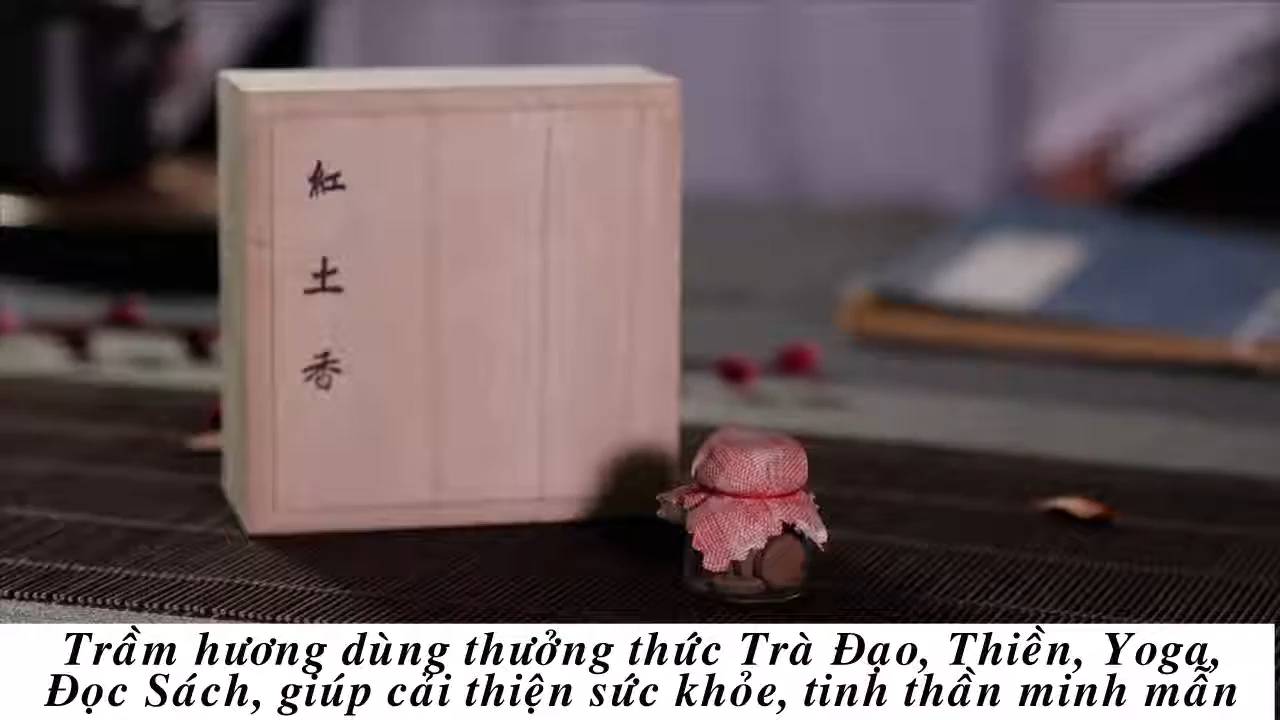 紅土香
Trầm hương dùng thưởng thức Trà Đạo, Thiền, Yoga,
Đọc Sách, giúp cải thiện sức khỏe, tinh thần minh mẫn